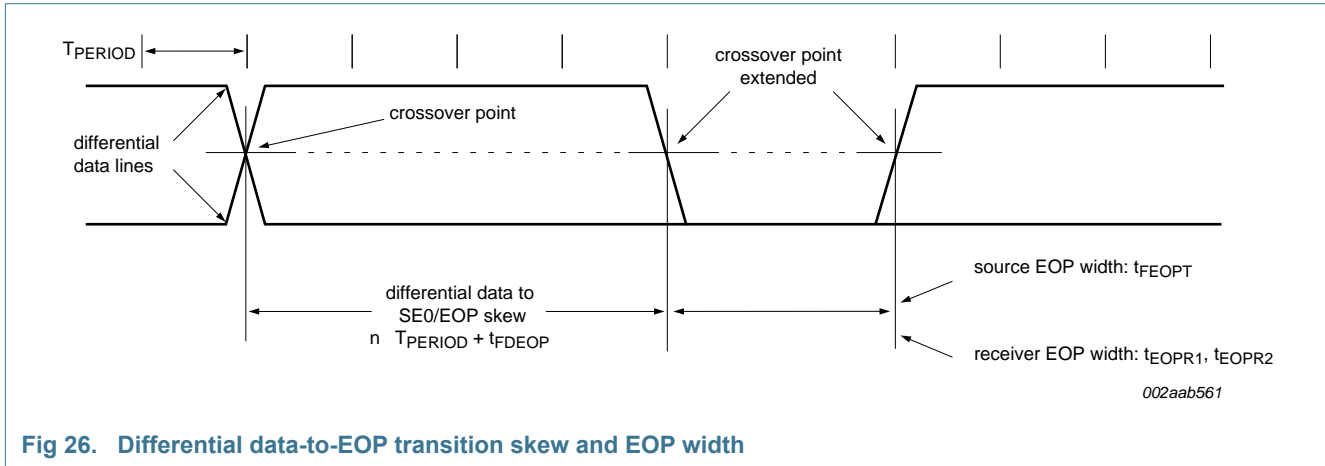 TPERIOD
crossover point
extended
crossover point
differential
data lines
differential data to
SE0/EOP skew
n TPERIOD + tFDEOP
source EOP width: tFEOPT
receiver EOP width: tEOPR1, tEOPR2
002aab561
Fig 26. Differential data-to-EOP transition skew and EOP width